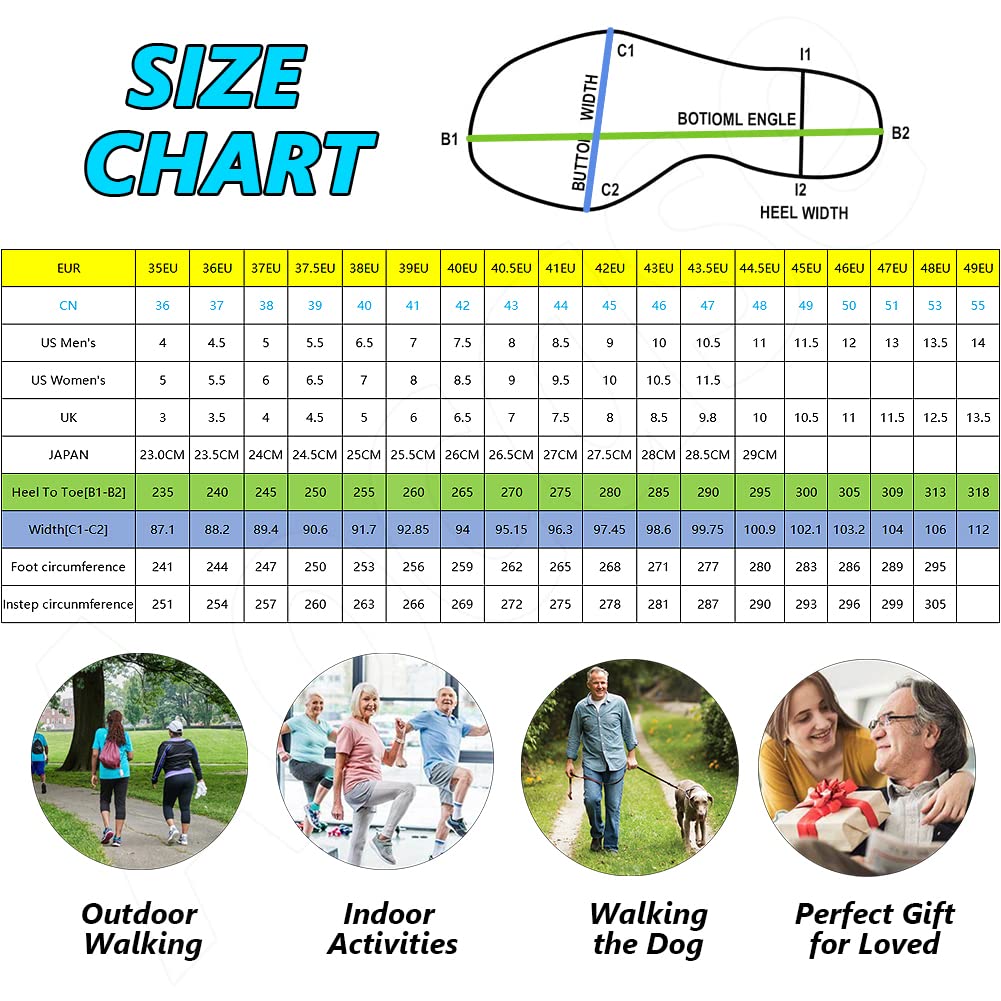 SIZE
CHART
C1
I1
WIDTH
BOTIOML ENGLE
B1
B2
BUTTON
C2
I2
HEEL WIDTH
EUR 35EU 36EU 37EU 37.5EU 38EU 39EU 40EU 40.5EU 41EU 42EU 43EU 43.5EU 44.5EU 45EU 46EU 47EU 48EU 49EU
CN 36 37 38 39 40 41 42 43 44 45 46 47 48 49 50 51 53 55
US Men's 4 4.5 5 5.5 6.5 7 7.5 8 8.5 9 10 10.5 11 11.5 12 13 13.5 14
US Women's 5 5.5 6 6.5 7 8 8.5 9 9.5 10 10.5 11.5
UK 3 3.5 4 4.5 5 6 6.5 7 7.5 8 8.5 9.8 10 10.5 11 11.5 12.5 13.5
JAPAN 23.0CM 23.5CM 24CM 24.5CM 25CM 25.5CM 26CM 26.5CM 27CM 27.5CM 28CM 28.5CM 29CM
Heel To Toe[B1-B2] 235 240 245 250 255 260 265 270 275 280 285 290 295 300 305 309 313 318
Width[C1-C2] 87.1 88.2 89.4 90.6 91.7 92.85 94 95.15 96.3 97.45 98.6 99.75 100.9 102.1 103.2 104 106 112
Foot circumference 241 244 247 250 253 256 259 262 265 268 271 277 280 283 286 289 295
Instep circunmference 251 254 257 260 263 266 269 272 275 278 281 287 290 293 296 299 305
Outdoor
Walking
Indoor
Activities
Walking
the Dog
Perfect Gift
for Loved